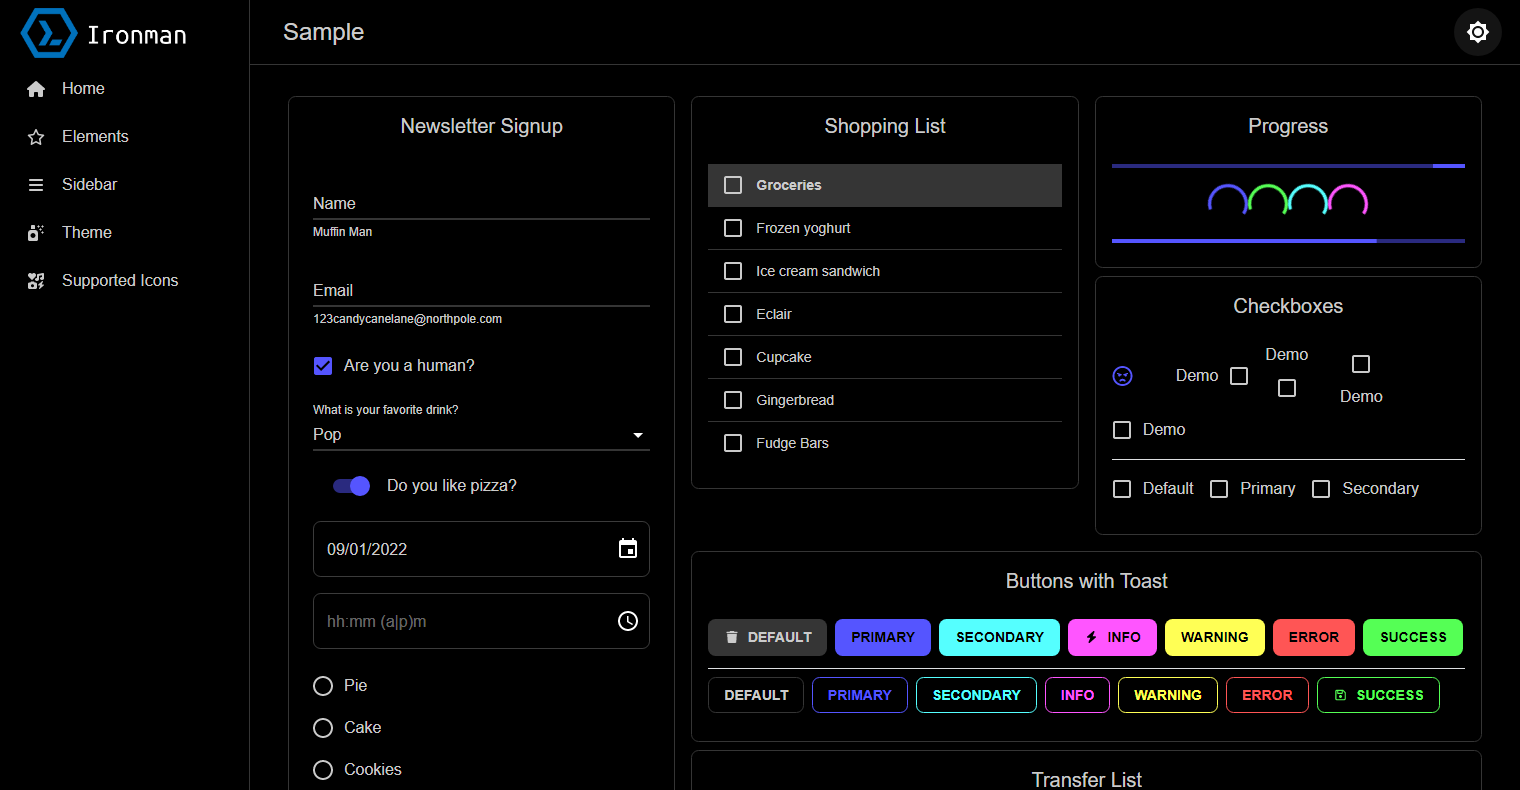 Ironman
Sample
Home
Elements
Sidebar
Theme
Supported Icons
Newsletter Signup
Name
Muffin Man
Email
123candycanelane@northpole.com
Are you a human?
What is your favorite drink?
Pop
Do you like pizza?
09/01/2022
hh:mm (a|p)m
Pie
Cake
Cookies
Shopping List
Groceries
Frozen yoghurt
Ice cream sandwich
Eclair
Cupcake
Gingerbread
Fudge Bars
Progress
Checkboxes
Demo
Demo
Demo
Demo
Default Primary Secondary
Buttons with Toast
DEFAULT PRIMARY SECONDARY INFO WARNING ERROR SUCCESS
DEFAULT PRIMARY SECONDARY INFO WARNING ERROR SUCCESS
Transfer List